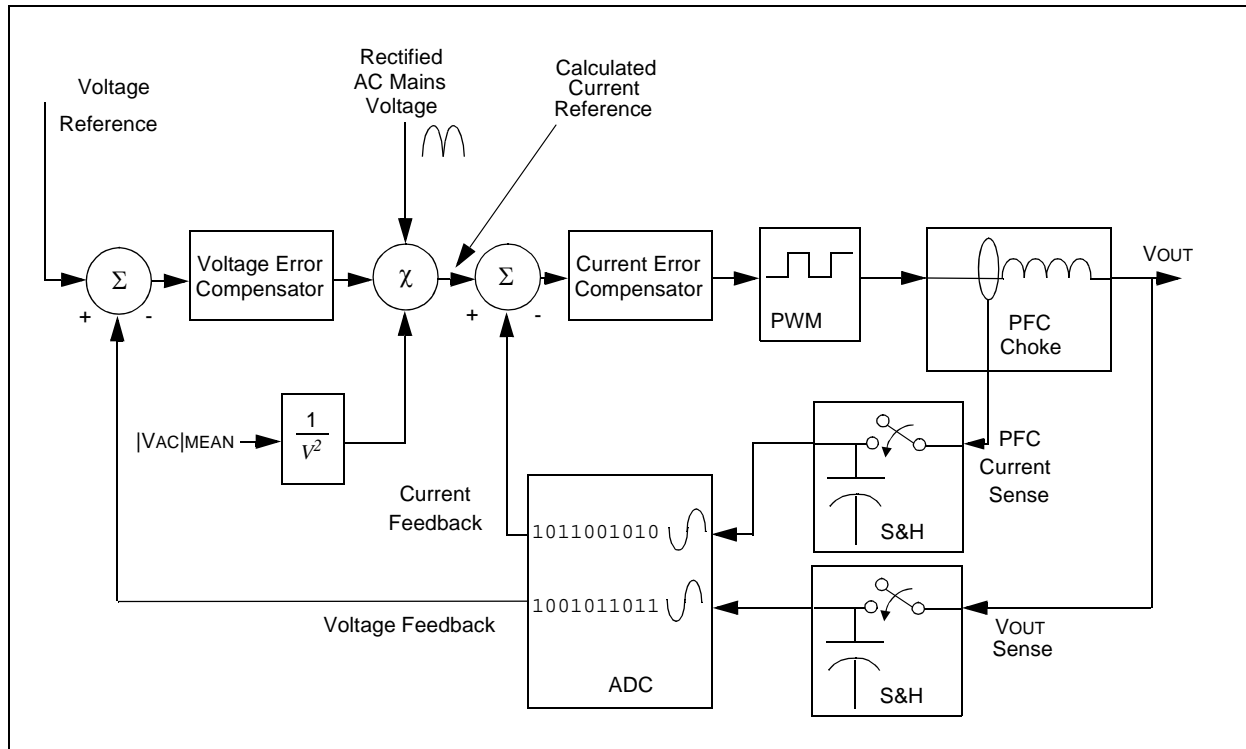 Voltage
Reference
Rectified
AC Mains
Voltage
Calculated
Current
Reference
Σ
+
-
Voltage Error
Compensator
χ
Σ
+
-
Current Error
Compensator
PWM
PFC
Choke
VOUT
|VAC|MEAN
1
V²
Current
Feedback
1011001010
1001011011
ADC
Voltage Feedback
S&H
PFC
Current
Sense
S&H
VOUT
Sense